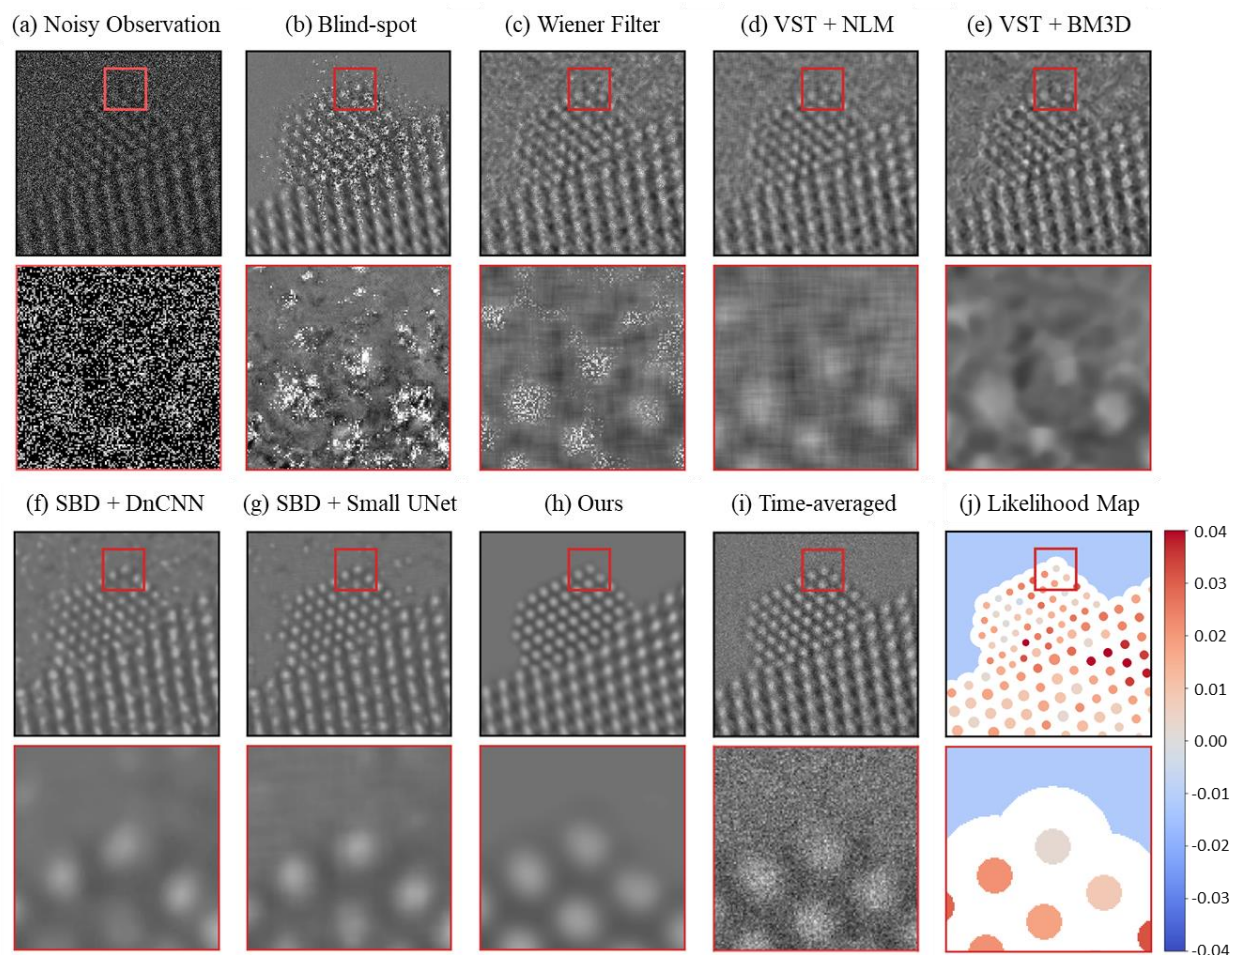 (a) Noisy Observation
(b) Blind-spot
(c) Wiener Filter
(d) VST + NLM
(e) VST + BM3D
(f) SBD + DnCNN
(g) SBD + Small UNet
(h) Ours
(i) Time-averaged
(j) Likelihood Map
0.04
0.03
0.02
0.01
0.00
-0.01
-0.02
-0.03
-0.04